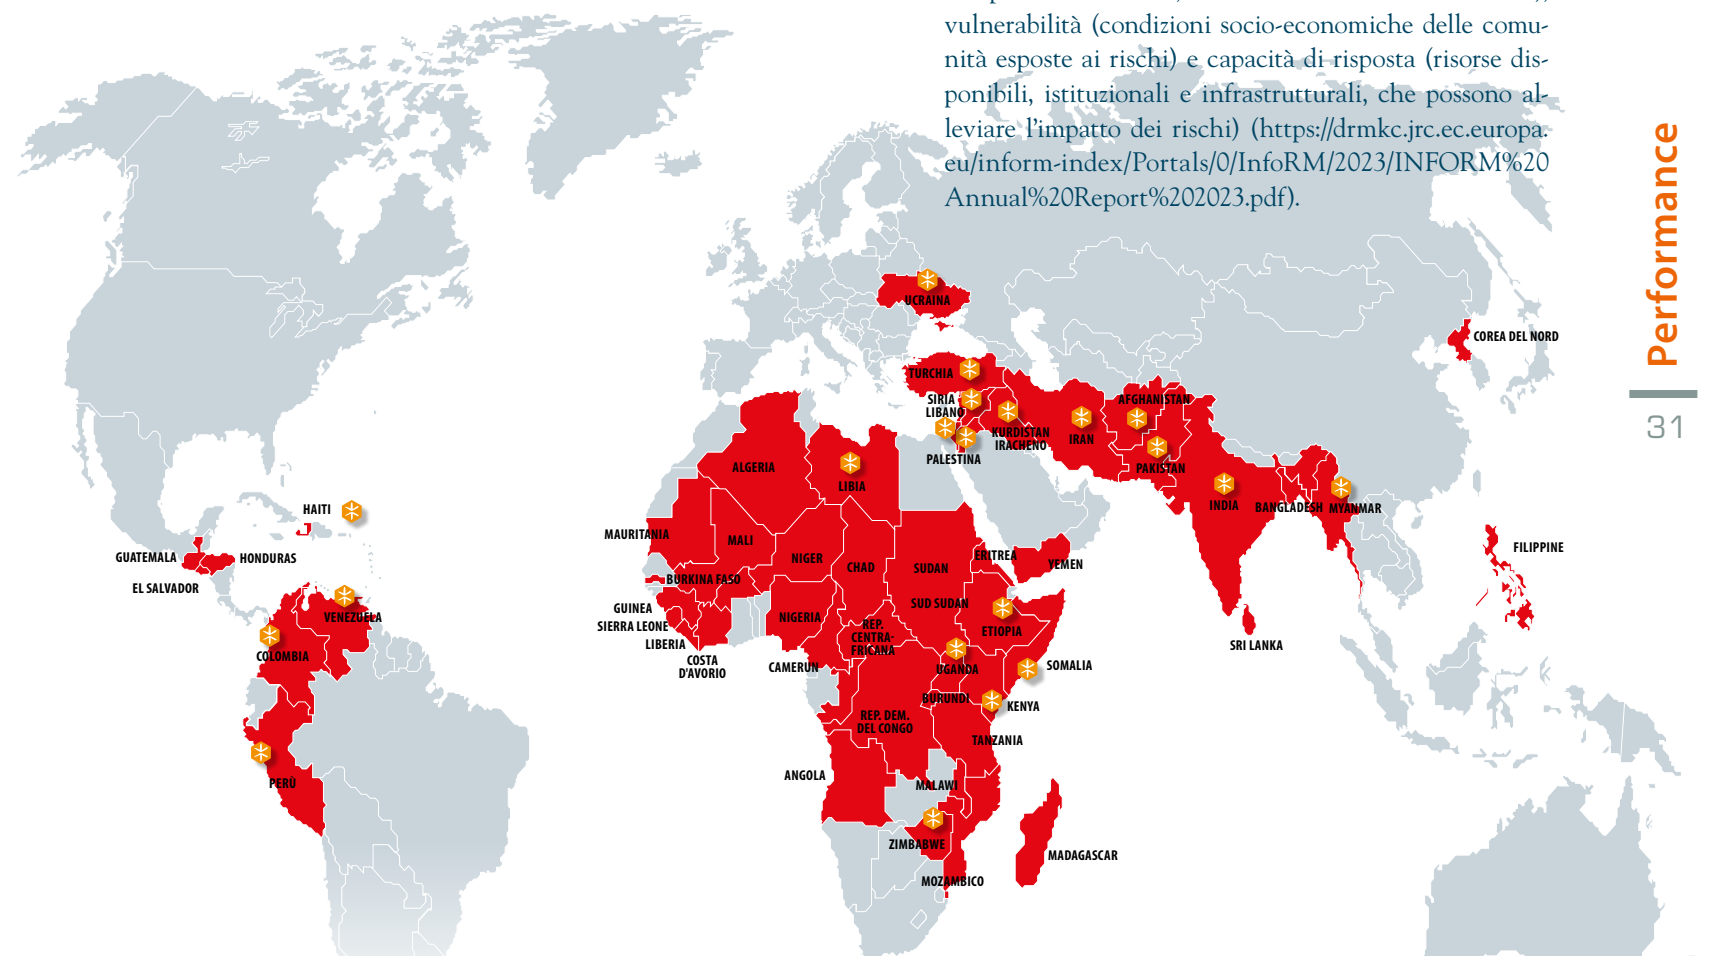 vulnerabilità (condizioni socio-economiche delle comu-
nità esposte ai rischi) e capacità di risposta (risorse dis-
ponibili, istituzionali e infrastrutturali, che possono al-
leviare l'impatto dei rischi) (https://drmkc.jrc.ec.europa.
eu/inform-index/Portals/0/InfoRM/2023/INFORM%20
Annual%20Report%202023.pdf).
Performance
31
UCRAINA
COREA DEL NORD
TURCHIA
SIRIA
LIBANO
PALESTINA
KURDISTAN
IRACHENO
IRAN
AFGHANISTAN
PAKISTAN
INDIA
BANGLADESH
MYANMAR
FILIPPINE
SRI LANKA
ALGERIA
LIBIA
MAURITANIA
MALI
NIGER
CHAD
SUDAN
ERITREA
YEMEN
BURKINA FASO
GUINEA
SIERRA LEONE
LIBERIA
COSTA
D'AVORIO
NIGERIA
CAMERUN
REP.
CENTRA-
FRICANA
SUD SUDAN
ETIOPIA
UGANDA
SOMALIA
BURUNDI
KENYA
REP. DEM.
DEL CONGO
TANZANIA
ANGOLA
MALAWI
ZIMBABWE
MOZAMBICO
MADAGASCAR
HAITI
GUATEMALA
HONDURAS
EL SALVADOR
VENEZUELA
COLOMBIA
PERÙ